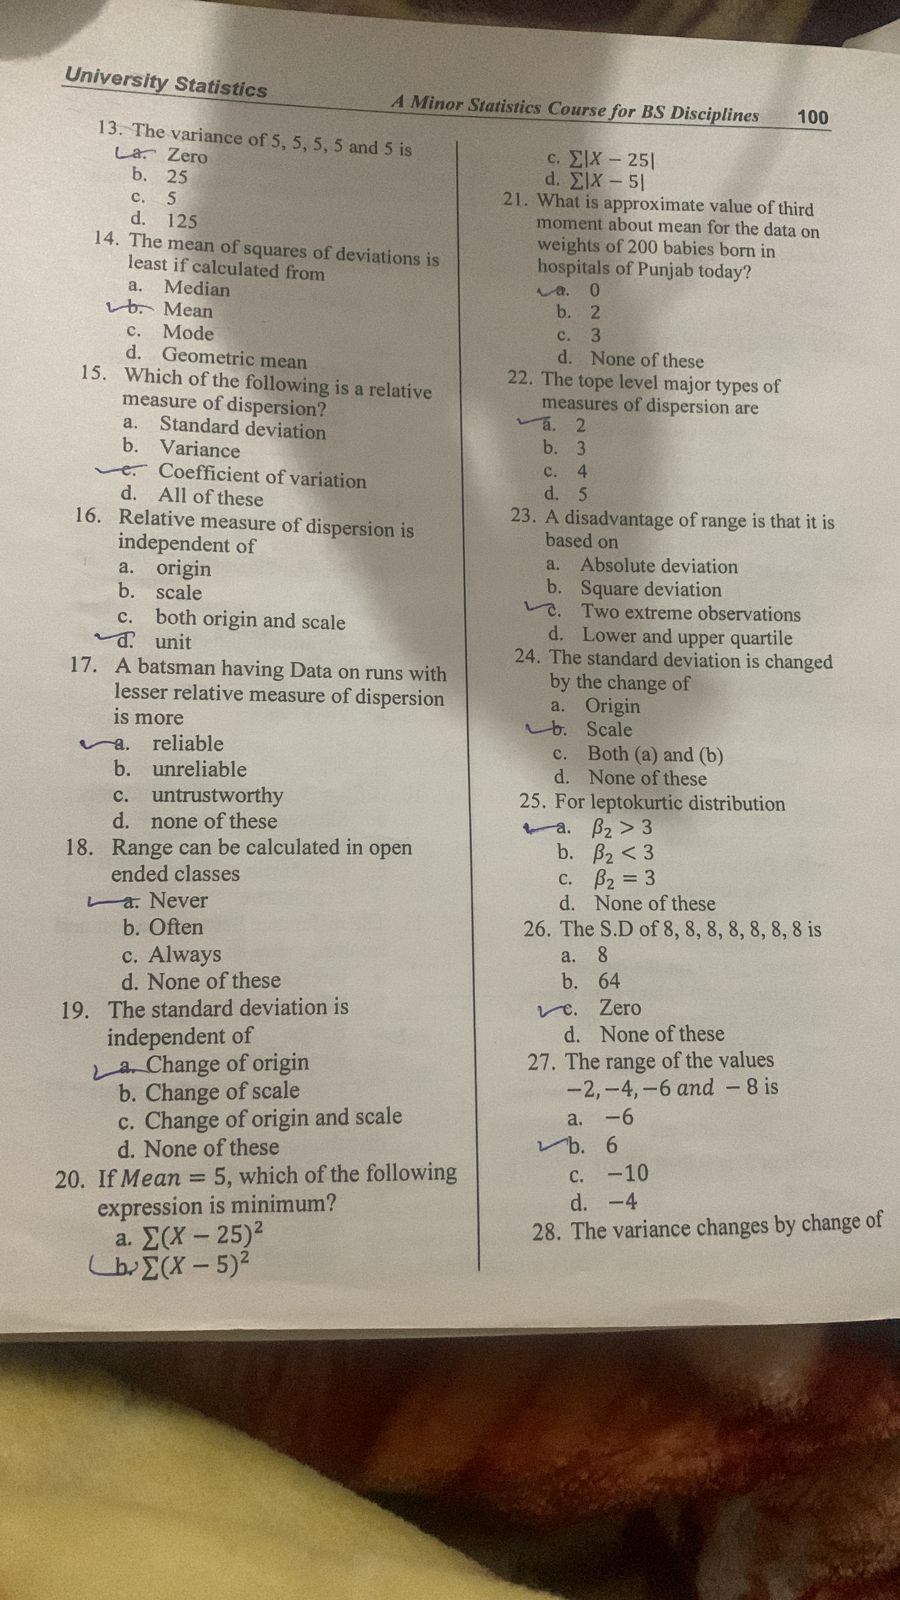 University Statistics
A Minor Statistics Course for BS Disciplines 100
13. The variance of 5, 5, 5, 5 and 5 is
a. Zero
b. 25
c. 5
d. 125
14. The mean of squares of deviations is
least if calculated from
a. Median
b. Mean
c. Mode
d. Geometric mean
15. Which of the following is a relative
measure of dispersion?
a. Standard deviation
b. Variance
c. Coefficient of variation
d. All of these
16. Relative measure of dispersion is
independent of
a. origin
b. scale
c. both origin and scale
d. unit
17. A batsman having Data on runs with
lesser relative measure of dispersion
is more
a. reliable
b. unreliable
c. untrustworthy
d. none of these
18. Range can be calculated in open
ended classes
a. Never
b. Often
c. Always
d. None of these
19. The standard deviation is
independent of
a. Change of origin
b. Change of scale
c. Change of origin and scale
d. None of these
20. If Mean = 5, which of the following
expression is minimum?
a. ∑(X − 25)²
b. ∑(X − 5)²
c. ∑|X − 25|
d. ∑|X − 5|
21. What is approximate value of third
moment about mean for the data on
weights of 200 babies born in
hospitals of Punjab today?
a. 0
b. 2
c. 3
d. None of these
22. The tope level major types of
measures of dispersion are
a. 2
b. 3
c. 4
d. 5
23. A disadvantage of range is that it is
based on
a. Absolute deviation
b. Square deviation
c. Two extreme observations
d. Lower and upper quartile
24. The standard deviation is changed
by the change of
a. Origin
b. Scale
c. Both (a) and (b)
d. None of these
25. For leptokurtic distribution
a. β₂ > 3
b. β₂ < 3
c. β₂ = 3
d. None of these
26. The S.D of 8, 8, 8, 8, 8, 8, 8 is
a. 8
b. 64
c. Zero
d. None of these
27. The range of the values
−2, −4, −6 and − 8 is
a. −6
b. 6
c. −10
d. −4
28. The variance changes by change of